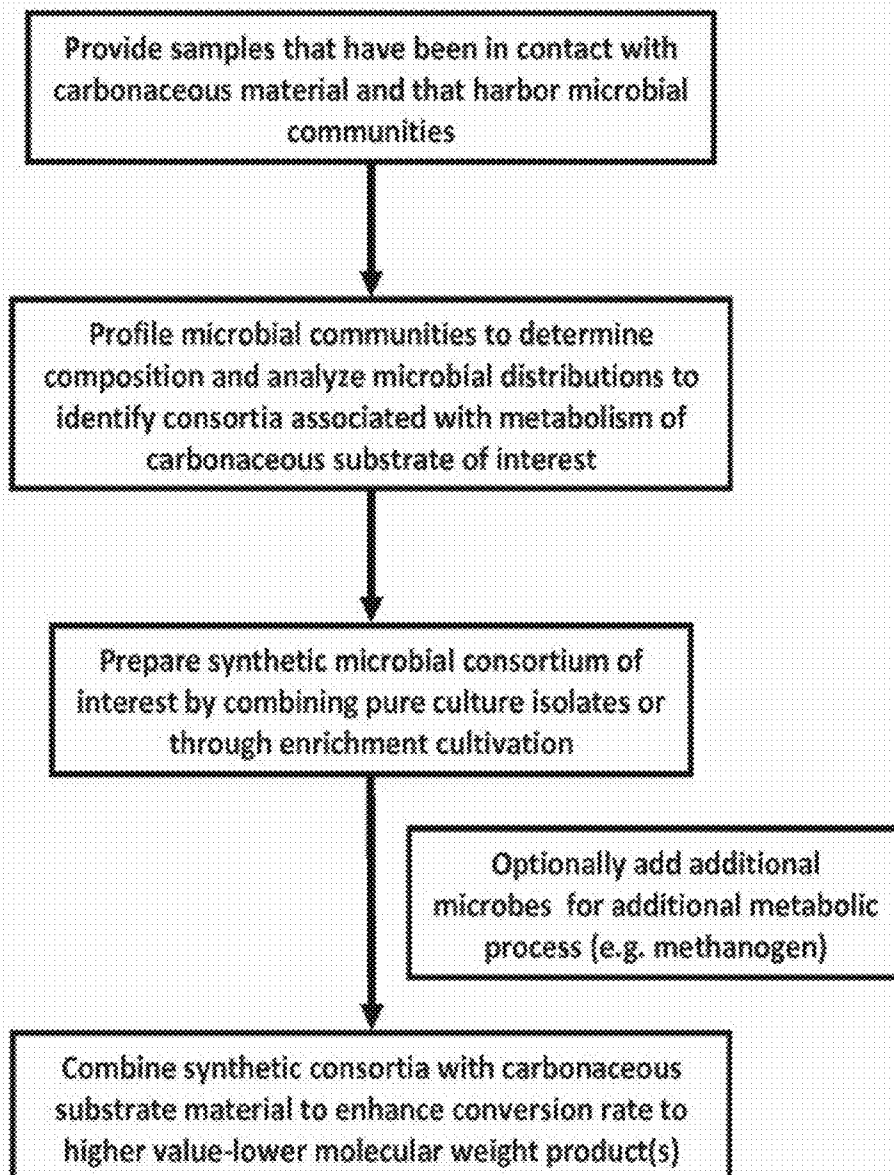 Provide samples that have been in contact with
carbonaceous material and that harbor microbial
communities
Profile microbial communities to determine
composition and analyze microbial distributions to
identify consortia associated with metabolism of
carbonaceous substrate of interest
Prepare synthetic microbial consortium of
interest by combining pure culture isolates or
through enrichment cultivation
Optionally add additional
microbes for additional metabolic
process (e.g. methanogen)
Combine synthetic consortia with carbonaceous
substrate material to enhance conversion rate to
higher value-lower molecular weight product(s)